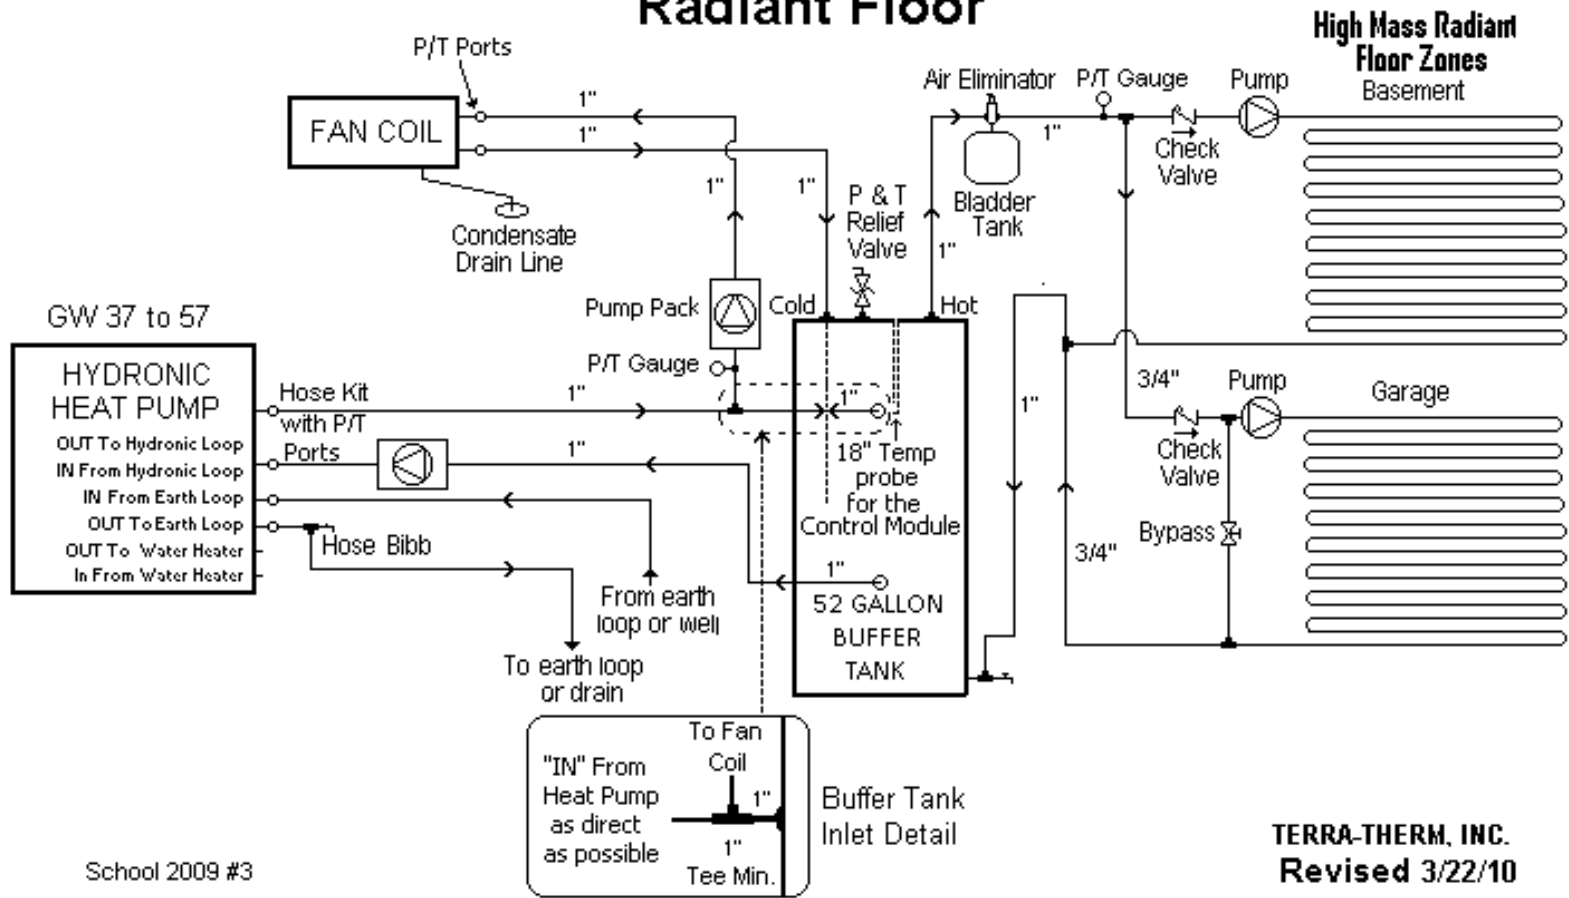 Radiant Floor
High Mass Radiant
Floor Zones
Basement
P/T Ports
Air Eliminator
P/T Gauge
Pump
1"
1"
1"
FAN COIL
Check
Valve
1"
1"
P & T
Relief
Valve
Bladder
Tank
Condensate
Drain Line
1"
Pump Pack
Cold
Hot
GW 37 to 57
P/T Gauge
3/4"
Pump
Garage
HYDRONIC
HEAT PUMP
Hose Kit
with P/T
Ports
1"
1"
1"
OUT To Hydronic Loop
IN From Hydronic Loop
IN From Earth Loop
OUT To Earth Loop
OUT To Water Heater
In From Water Heater
1"
18" Temp
probe
for the
Control Module
Check
Valve
Bypass
3/4"
Hose Bibb
1"
From earth
loop or well
52 GALLON
BUFFER
TANK
To earth loop
or drain
To Fan
Coil
"IN" From
Heat Pump
as direct
as possible
1"
1"
Tee Min.
Buffer Tank
Inlet Detail
School 2009 #3
TERRA-THERM, INC.
Revised 3/22/10